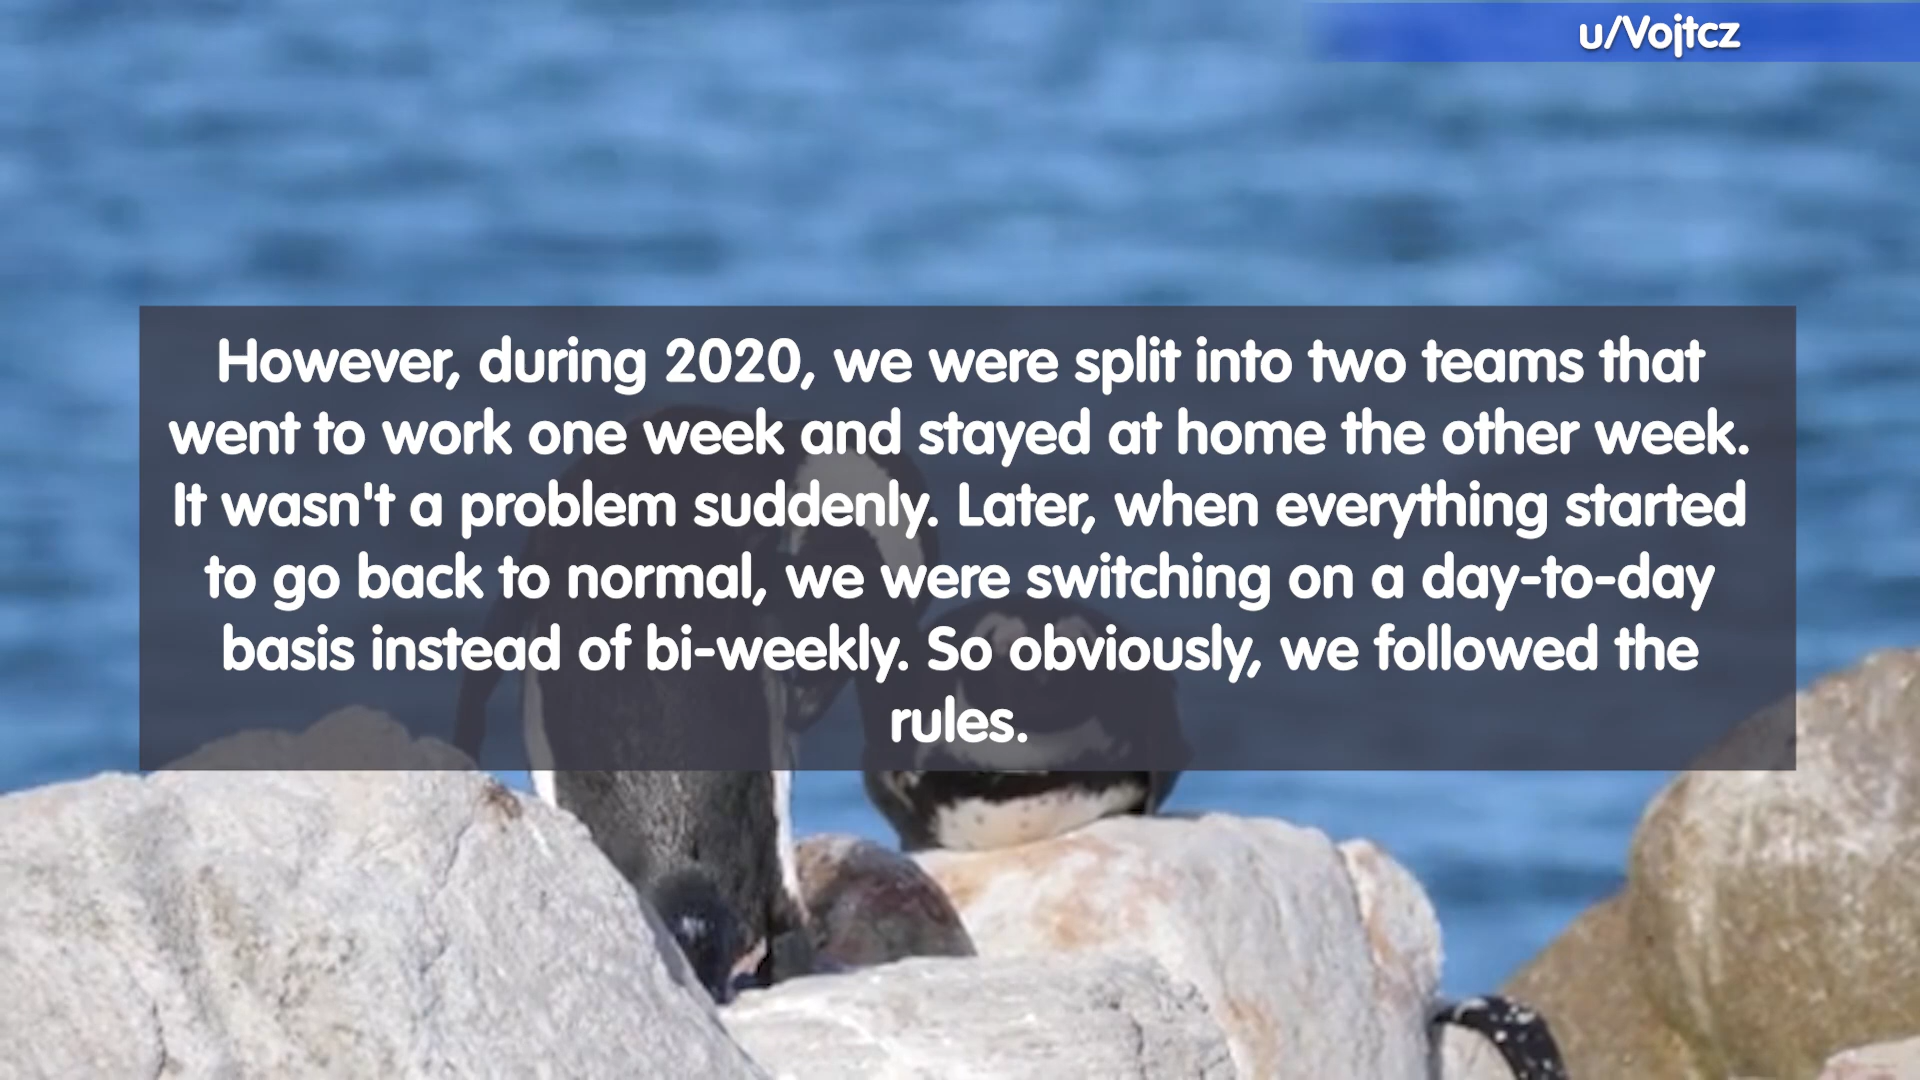 u/Vojtcz
However, during 2020, we were split into two teams that
went to work one week and stayed at home the other week.
It wasn't a problem suddenly. Later, when everything started
to go back to normal, we were switching on a day-to-day
basis instead of bi-weekly. So obviously, we followed the
rules.